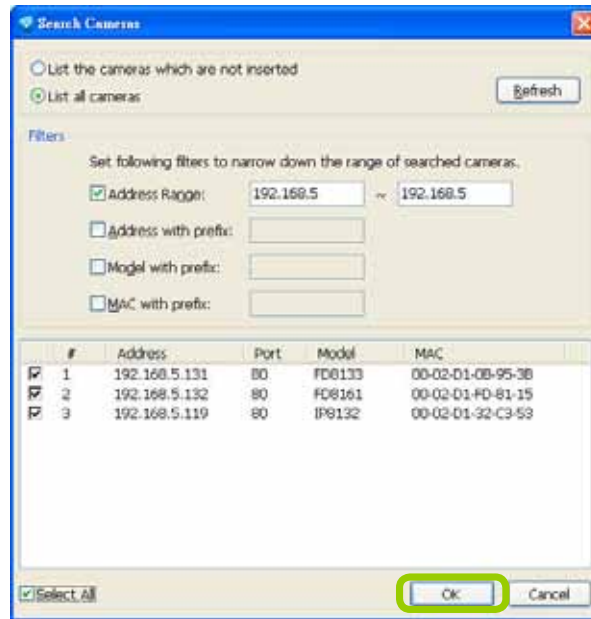 Search Cameras
List the cameras which are not inserted
List all cameras
Refresh
Filters
Set following filters to narrow down the range of searched cameras.
Address Range: 192.168.5 ~ 192.168.5
Address with prefix:
Model with prefix:
MAC with prefix:
# Address Port Model MAC
1 192.168.5.131 80 FD8133 00-02-D1-0B-95-3B
2 192.168.5.132 80 FD8161 00-02-D1-FD-81-15
3 192.168.5.119 80 IP8132 00-02-D1-32-C3-53
Select All OK Cancel